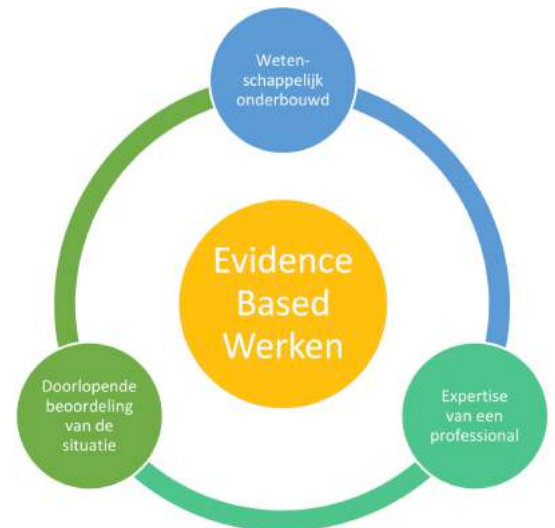 Weten-
schappelijk
onderbouwd
Evidence
Based
Werken
Doorlopende
beoordeling
van de
situatie
Expertise
van een
professional